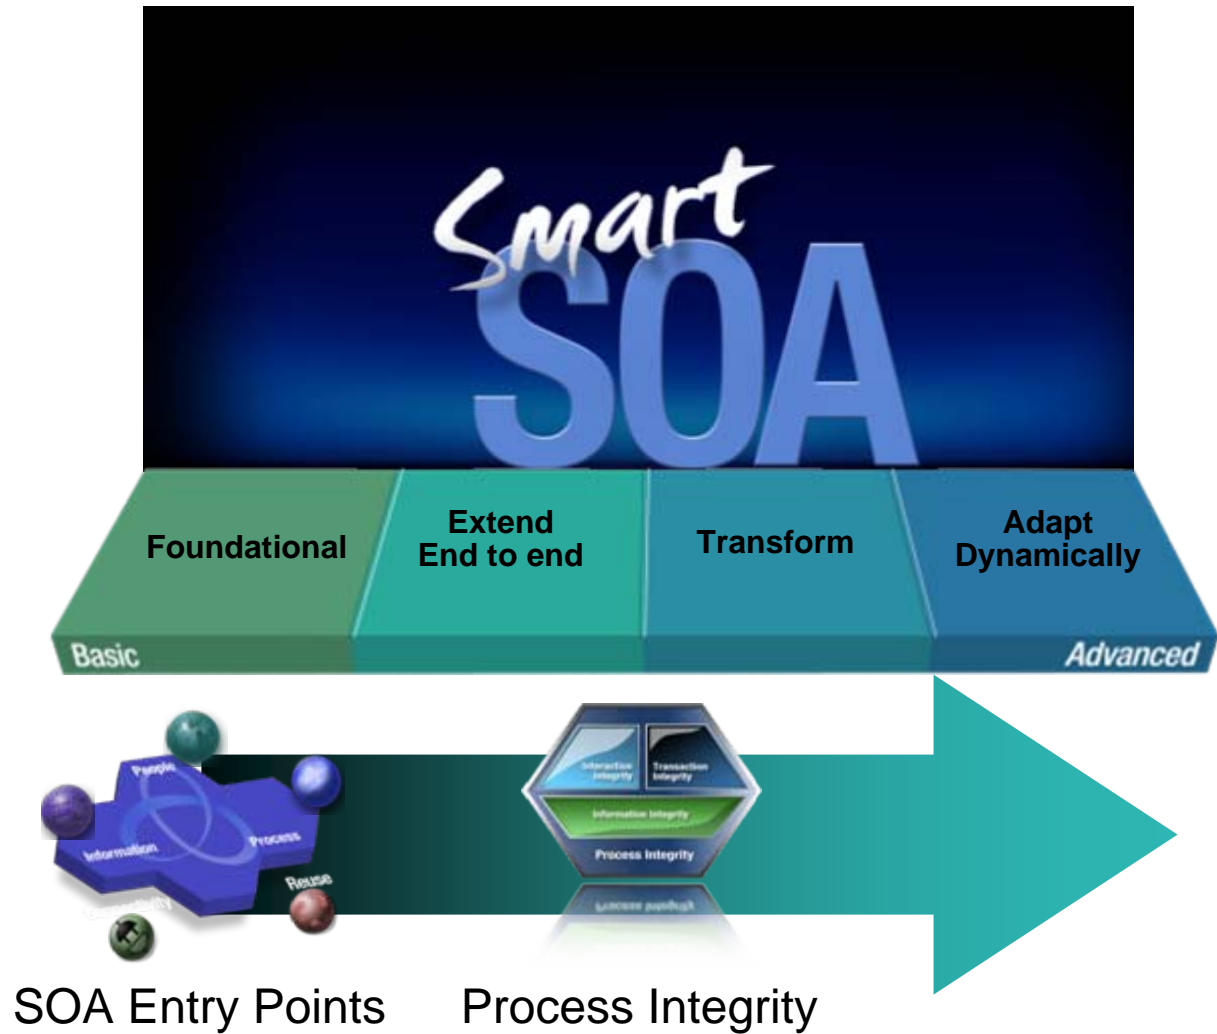 Smart
SOA
Foundational
Extend
End to end
Transform
Adapt
Dynamically
Basic
Advanced
People
Information
Process
Reuse
Interaction
Integrity
Transaction
Integrity
Information Integrity
Process Integrity
SOA Entry Points
Process Integrity